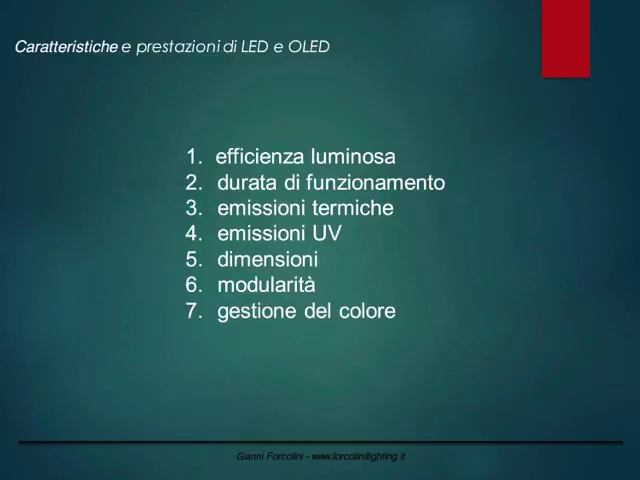 Caratteristiche e prestazioni di LED e OLED
1. efficienza luminosa
2. durata di funzionamento
3. emissioni termiche
4. emissioni UV
5. dimensioni
6. modularità
7. gestione del colore
Gianni Forcolini - www.forcolinilighting.it